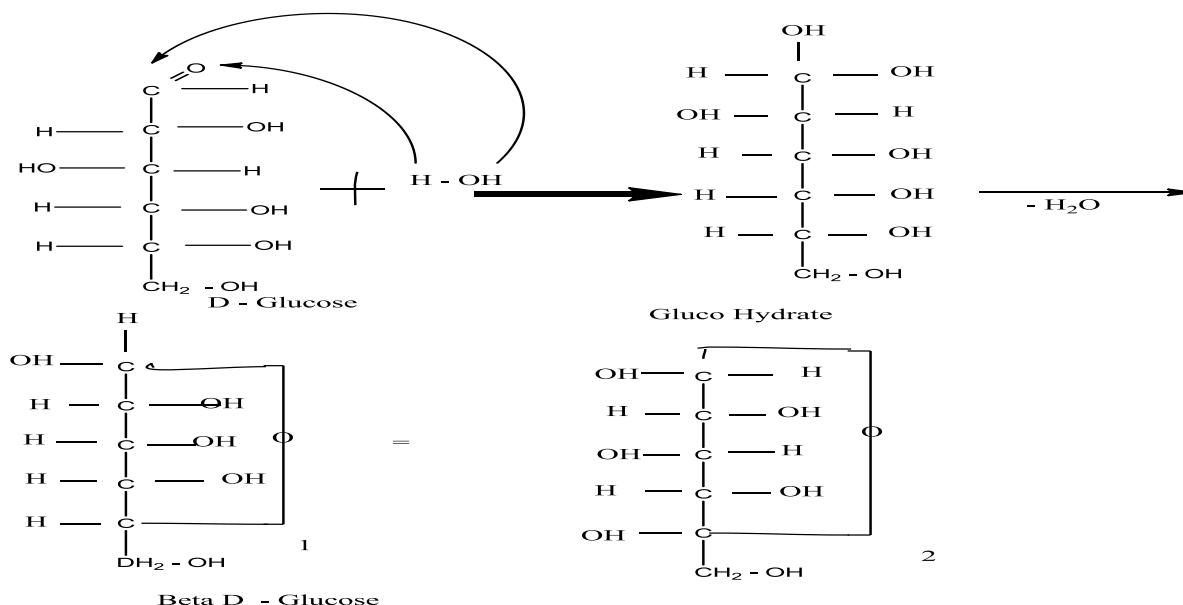 O
C H
H C OH
HO C H
H C OH
H C OH
CH₂ - OH
D - Glucose
H - OH
OH
H C OH
OH C H
H C OH
H C OH
H C OH
CH₂ - OH
Gluco Hydrate
- H₂O
H
OH C
H C OH
H C OH
O
H C OH
H C
DH₂ - OH
1
Beta D - Glucose
=
OH C H
H C OH
O
OH C H
H C OH
OH C
CH₂ - OH
2